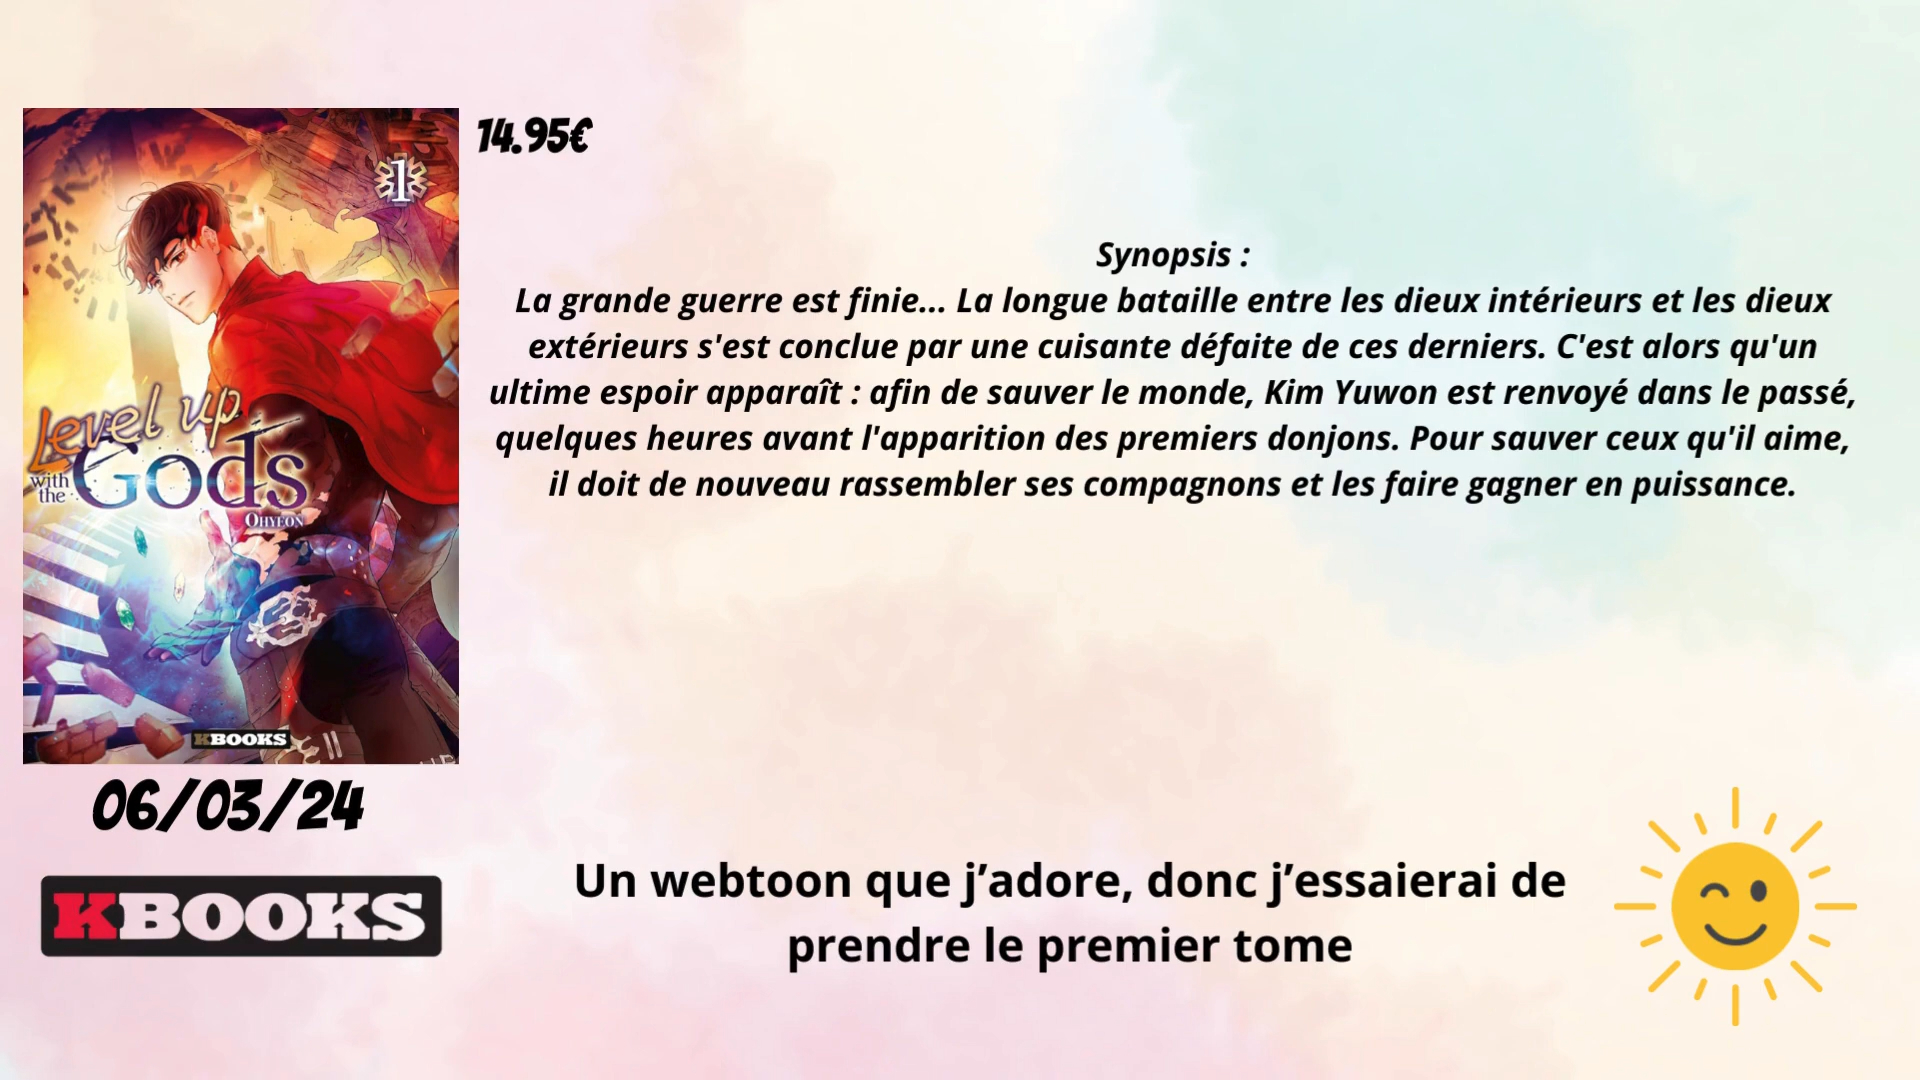 14.95€
1
Level up
with the
Gods
OHYEON
KBOOKS
06/03/24
KBOOKS
Synopsis :
La grande guerre est finie... La longue bataille entre les dieux intérieurs et les dieux
extérieurs s'est conclue par une cuisante défaite de ces derniers. C'est alors qu'un
ultime espoir apparaît : afin de sauver le monde, Kim Yuwon est renvoyé dans le passé,
quelques heures avant l'apparition des premiers donjons. Pour sauver ceux qu'il aime,
il doit de nouveau rassembler ses compagnons et les faire gagner en puissance.
Un webtoon que j’adore, donc j’essaierai de
prendre le premier tome